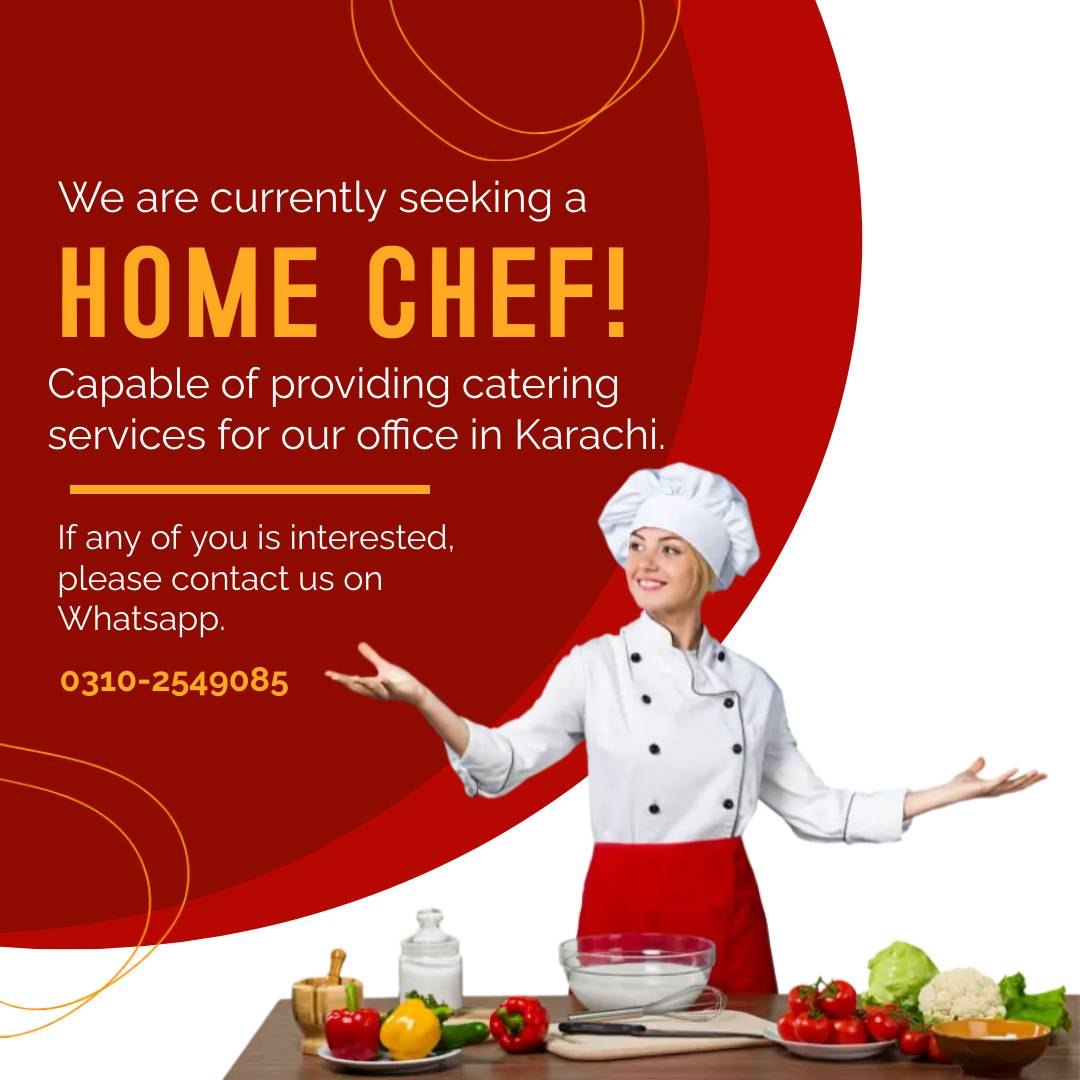 We are currently seeking a
HOME CHEF!
Capable of providing catering
services for our office in Karachi.
If any of you is interested,
please contact us on
Whatsapp.
0310-2549085